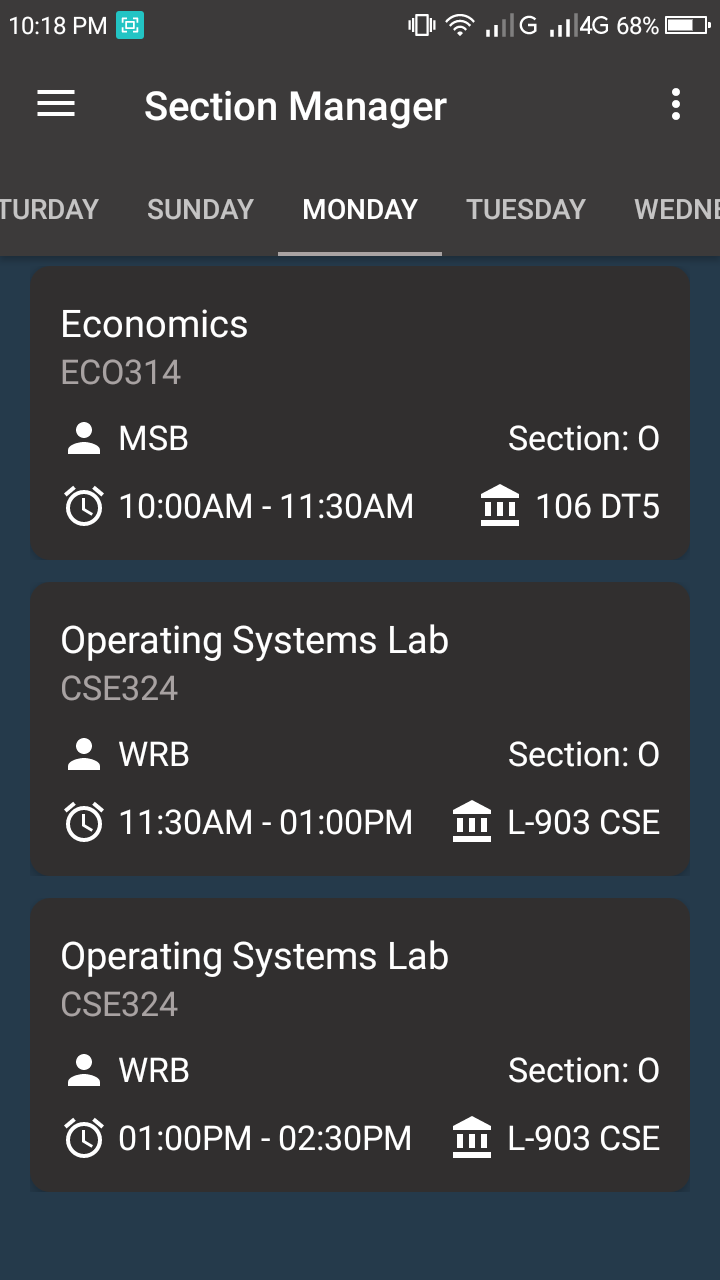 10:18 PM G 4G 68%
Section Manager
TURDAY SUNDAY MONDAY TUESDAY WEDNE
Economics
ECO314
MSB Section: O
10:00AM - 11:30AM 106 DT5
Operating Systems Lab
CSE324
WRB Section: O
11:30AM - 01:00PM L-903 CSE
Operating Systems Lab
CSE324
WRB Section: O
01:00PM - 02:30PM L-903 CSE